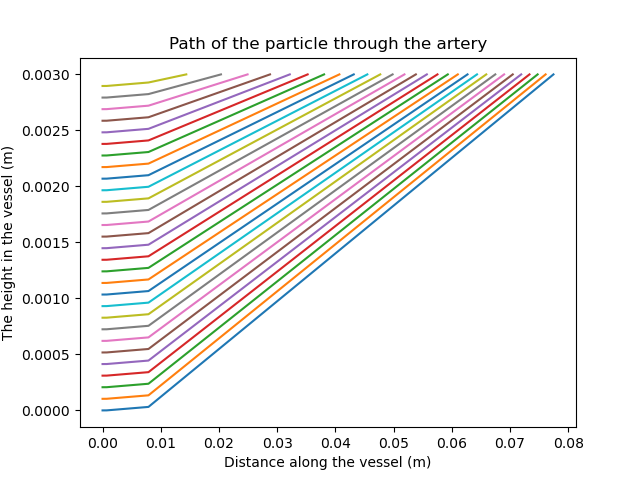 Path of the particle through the artery
The height in the vessel (m)
0.0030
0.0025
0.0020
0.0015
0.0010
0.0005
0.0000
0.00 0.01 0.02 0.03 0.04 0.05 0.06 0.07 0.08
Distance along the vessel (m)